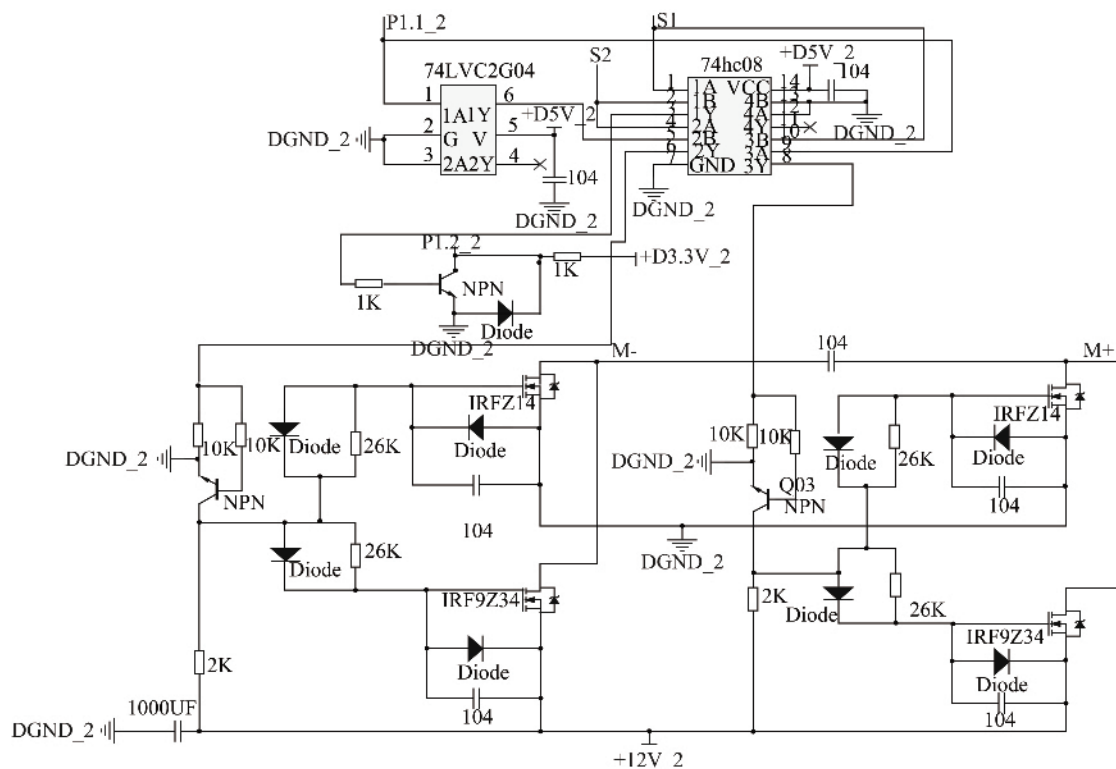 P1.1_2
S1
74LVC2G04
S2
74hc08
+D5V_2
104
1 1A1Y 6
2 G V 5
3 2A2Y 4
+D5V_2
DGND_2
104
DGND_2
1 1A VCC 14
2 1B 4B 13
3 1Y 4A 12
4 2A 4Y 11
5 2B 3B 10
6 2Y 3A 9
7 GND 3Y 8
DGND_2
DGND_2
P1.2_2
+D3.3V_2
1K
1K
NPN
Diode
DGND_2
M-
104
M+
IRFZ14
IRFZ14
10K
10K
Diode
26K
Diode
10K
10K
Diode
26K
Diode
DGND_2
DGND_2
NPN
104
Q03
NPN
104
DGND_2
Diode
26K
IRF9Z34
2K
Diode
26K
IRF9Z34
2K
Diode
Diode
1000UF
104
104
DGND_2
+12V_2